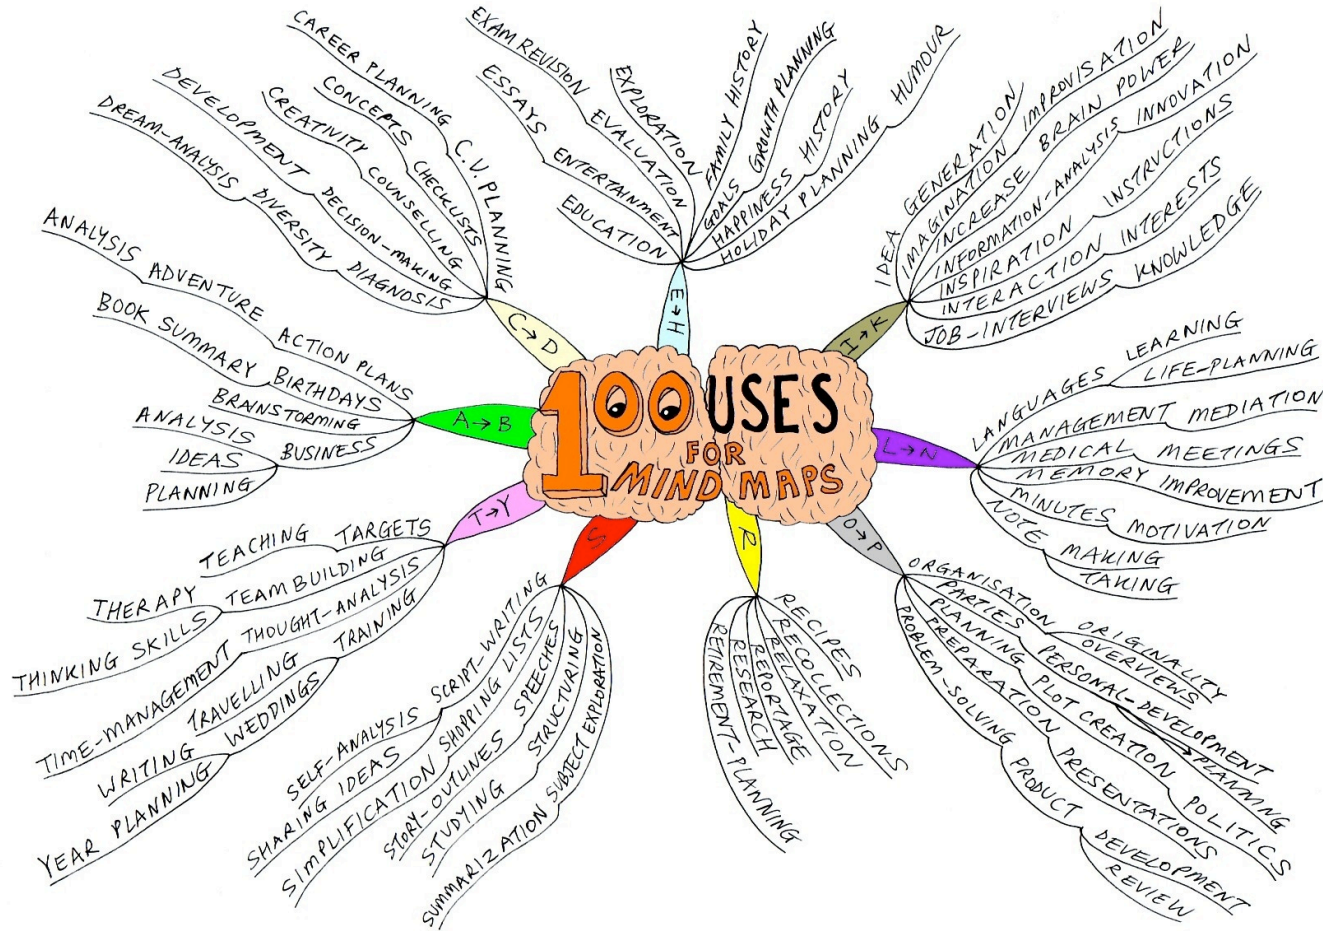 100 USES
FOR
MIND MAPS
A→B
ACTION PLANS
ADVENTURE
ANALYSIS
BIRTHDAYS
BOOK SUMMARY
BRAINSTORMING
BUSINESS
ANALYSIS
IDEAS
PLANNING
C→D
C.V. PLANNING
CAREER PLANNING
CHECKLISTS
CONCEPTS
COUNSELLING
CREATIVITY
DECISION-MAKING
DEVELOPMENT
DIAGNOSIS
DIVERSITY
DREAM-ANALYSIS
E→H
EDUCATION
ENTERTAINMENT
ESSAYS
EVALUATION
EXAM REVISION
EXPLORATION
FAMILY HISTORY
GOALS
GROWTH PLANNING
HAPPINESS
HISTORY
HOLIDAY PLANNING
HUMOUR
I→K
IDEA GENERATION
IMAGINATION
IMPROVISATION
INCREASE BRAIN POWER
INFORMATION-ANALYSIS
INNOVATION
INSPIRATION
INSTRUCTIONS
INTERACTION
INTERESTS
JOB-INTERVIEWS
KNOWLEDGE
L→N
LANGUAGES
LEARNING
LIFE-PLANNING
MANAGEMENT
MEDIATION
MEDICAL
MEETINGS
MEMORY IMPROVEMENT
MINUTES
MOTIVATION
NOTE
MAKING
TAKING
O→P
ORGANISATION
ORIGINALITY
OVERVIEWS
PARTIES
PERSONAL-DEVELOPMENT
PLANNING
PLANNING
PLOT CREATION
POLITICS
PREPARATION
PRESENTATIONS
PROBLEM-SOLVING
PRODUCT
DEVELOPMENT
REVIEW
R
RECIPES
RECOLLECTIONS
RELAXATION
REPORTAGE
RESEARCH
RETIREMENT-PLANNING
S
SCRIPT-WRITING
SELF-ANALYSIS
SHOPPING LISTS
SHARING IDEAS
SPEECHES
SIMPLIFICATION
STRUCTURING
STORY-OUTLINES
STUDYING
SUBJECT EXPLORATION
SUMMARIZATION
T→Y
TARGETS
TEACHING
TEAM BUILDING
THERAPY
THINKING SKILLS
THOUGHT-ANALYSIS
TIME-MANAGEMENT
TRAINING
TRAVELLING
WEDDINGS
WRITING
YEAR PLANNING